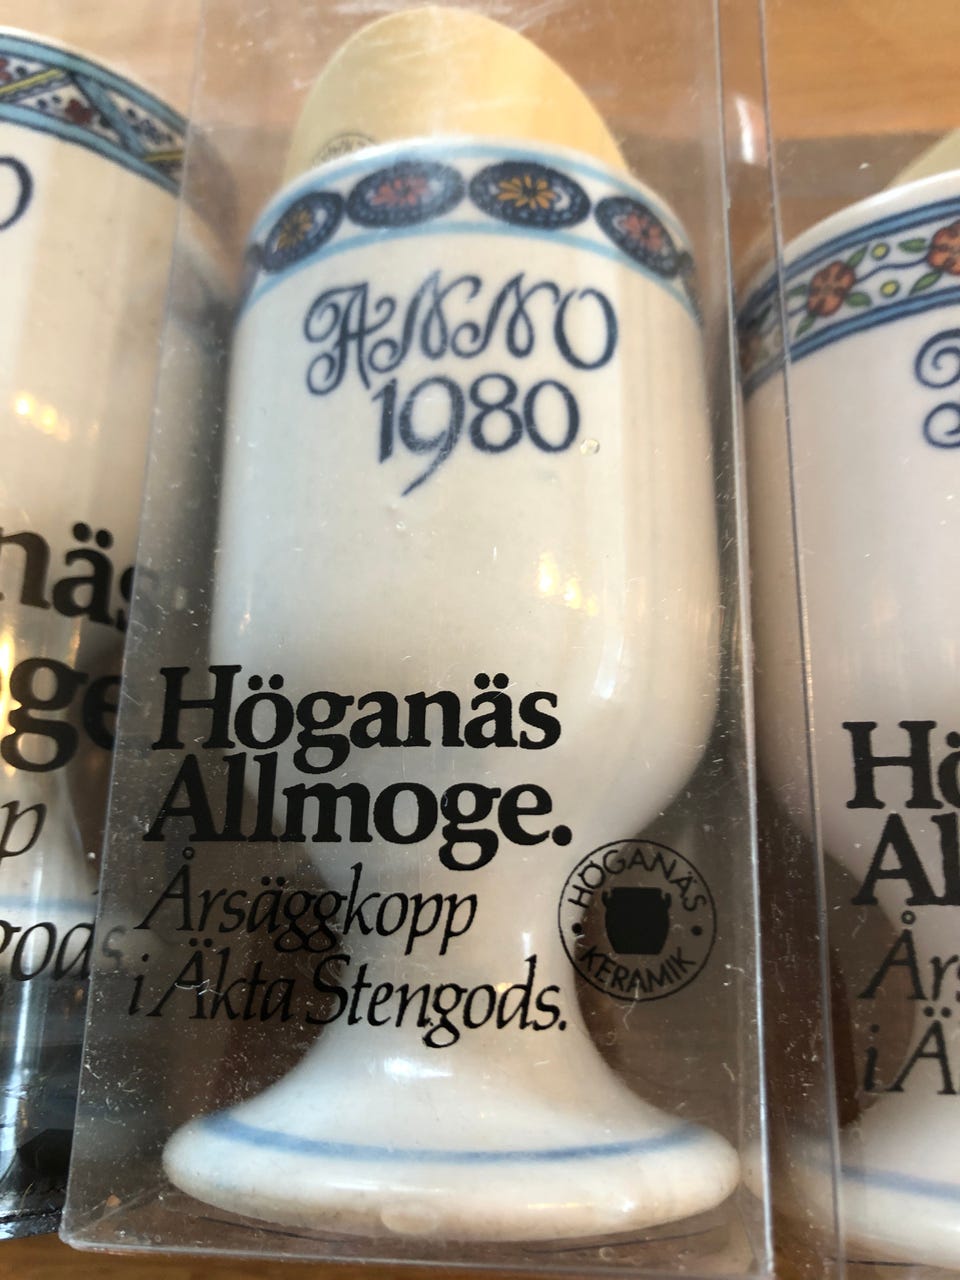 ANNO
1980
Höganäs
Allmoge.
Årsäggkopp
i Äkta Stengods.
HÖGANÄS
KERAMIK